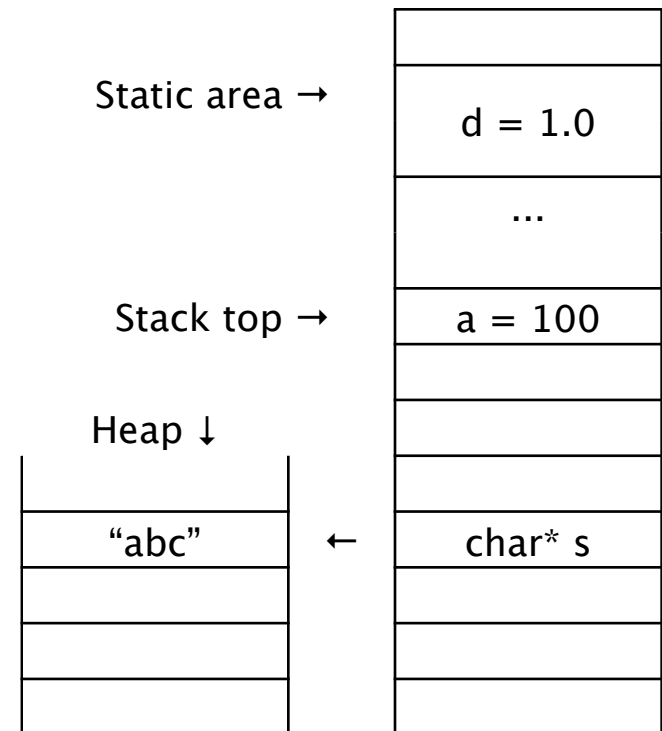 Static area →
d = 1.0
...
Stack top →
a = 100
Heap ↓
“abc”
←
char* s